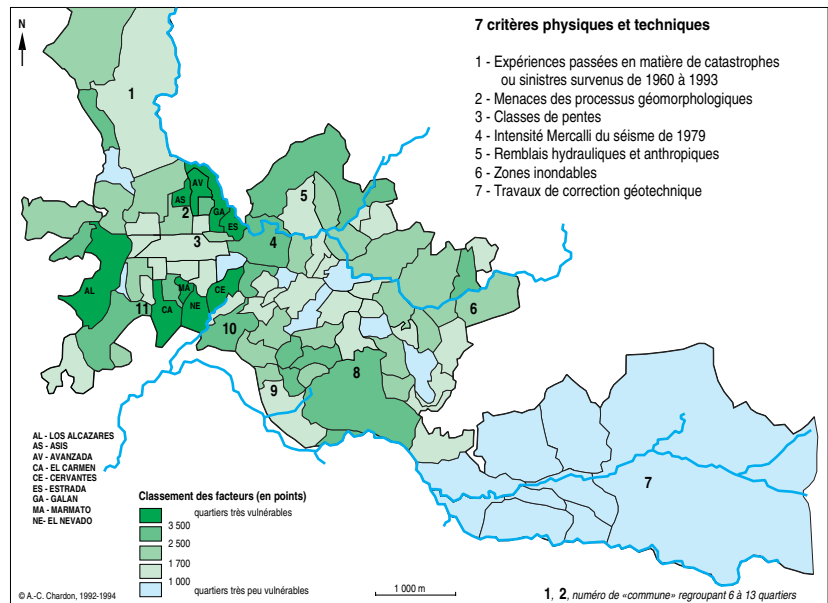 N
7 critères physiques et techniques
1 - Expériences passées en matière de catastrophes
ou sinistres survenus de 1960 à 1993
2 - Menaces des processus géomorphologiques
3 - Classes de pentes
4 - Intensité Mercalli du séisme de 1979
5 - Remblais hydrauliques et anthropiques
6 - Zones inondables
7 - Travaux de correction géotechnique
1
AV
AS
2
GA
ES
5
3
4
AL
MA
CE
11
CA
NE
10
6
8
9
7
AL - LOS ALCAZARES
AS - ASIS
AV - AVANZADA
CA - EL CARMEN
CE - CERVANTES
ES - ESTRADA
GA - GALAN
MA - MARMATO
NE- EL NEVADO
Classement des facteurs (en points)
quartiers très vulnérables
3 500
2 500
1 700
1 000
quartiers très peu vulnérables
© A.-C. Chardon, 1992-1994
1 000 m
1, 2, numéro de «commune» regroupant 6 à 13 quartiers